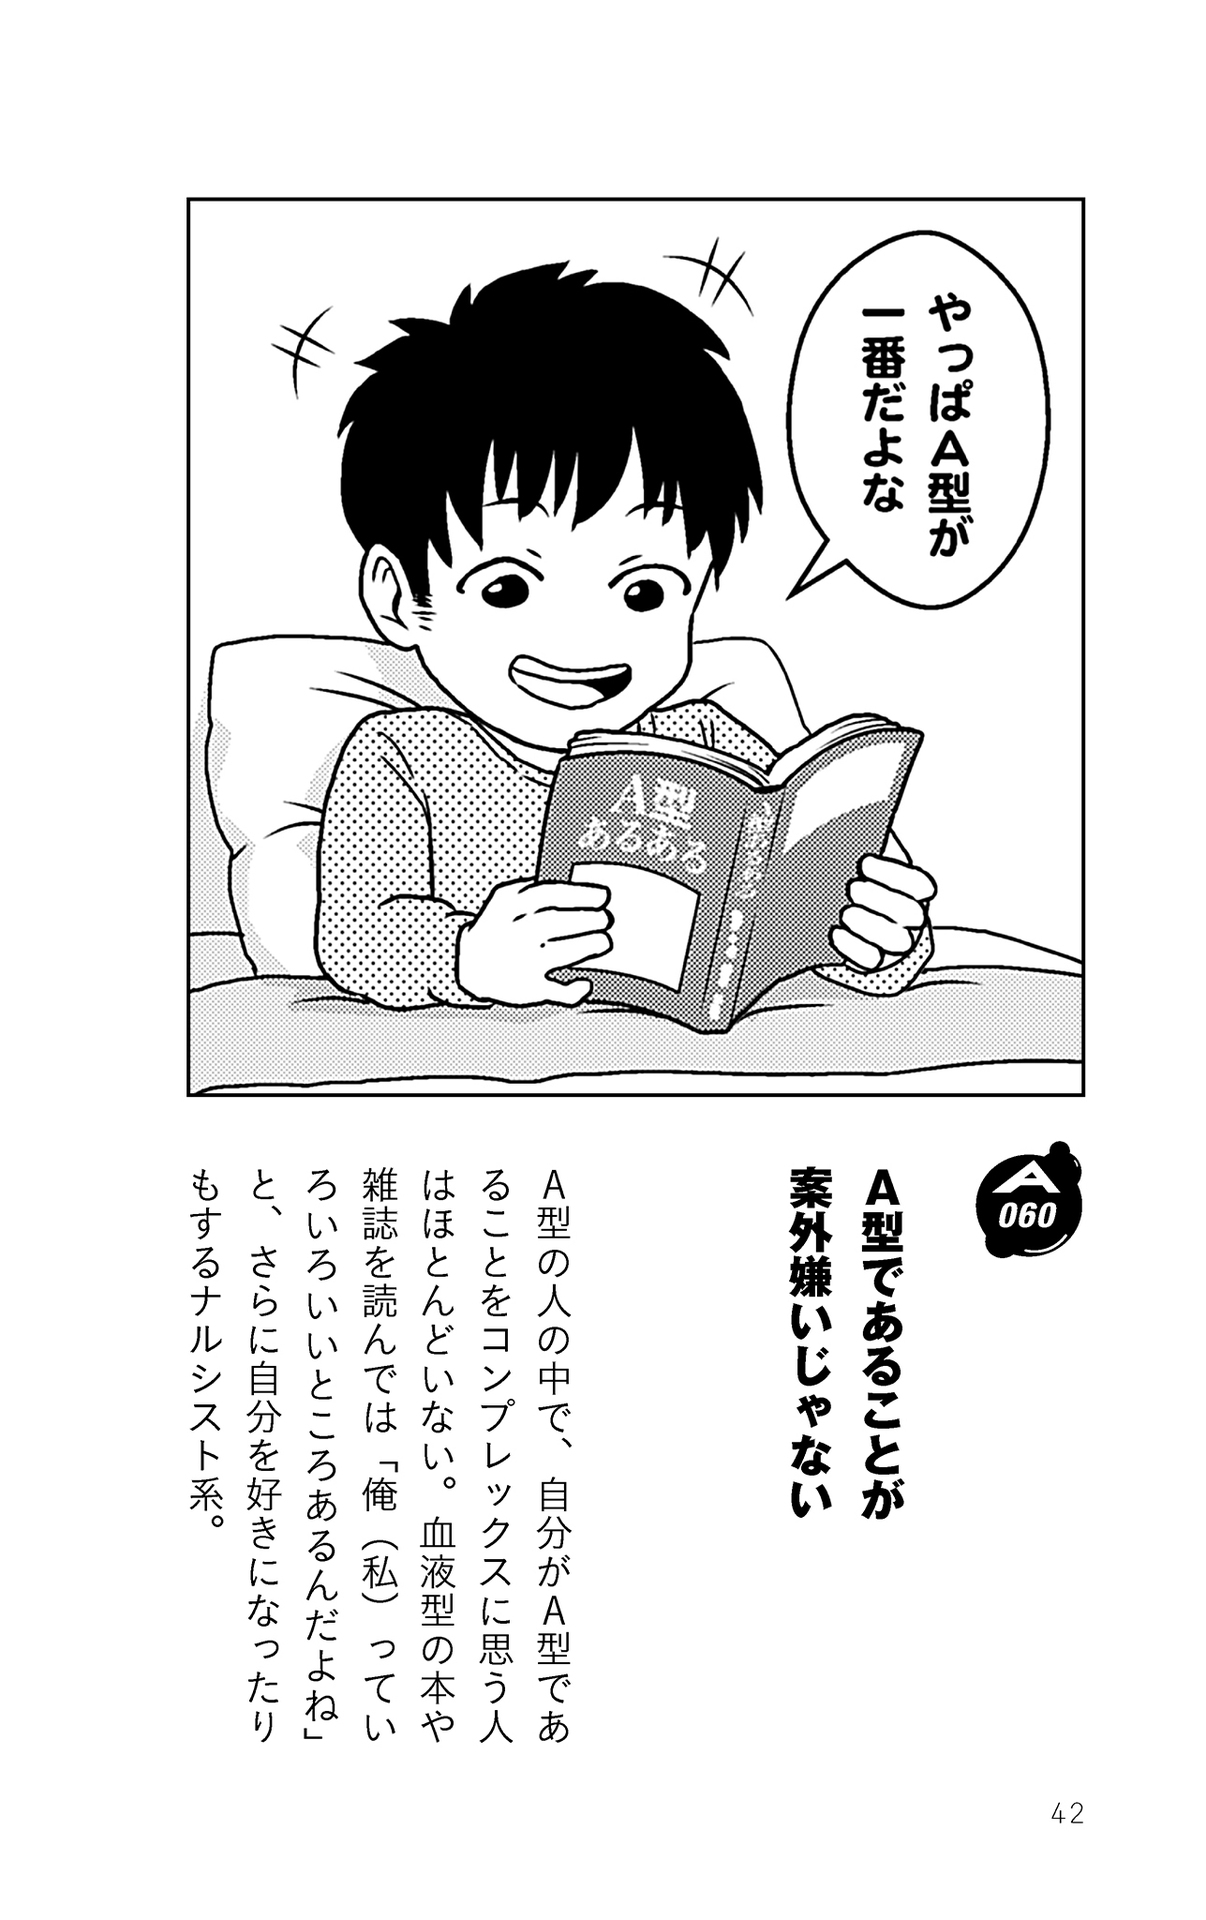 やっぱA型が
一番だよな
A型
あるある
A
060
A型であることが
案外嫌いじゃない
A型の人の中で、自分がA型であ
ることをコンプレックスに思う人
はほとんどいない。血液型の本や
雑誌を読んでは「俺（私）ってい
ろいろいいところあるんだよね」
と、さらに自分を好きになったり
もするナルシスト系。
42